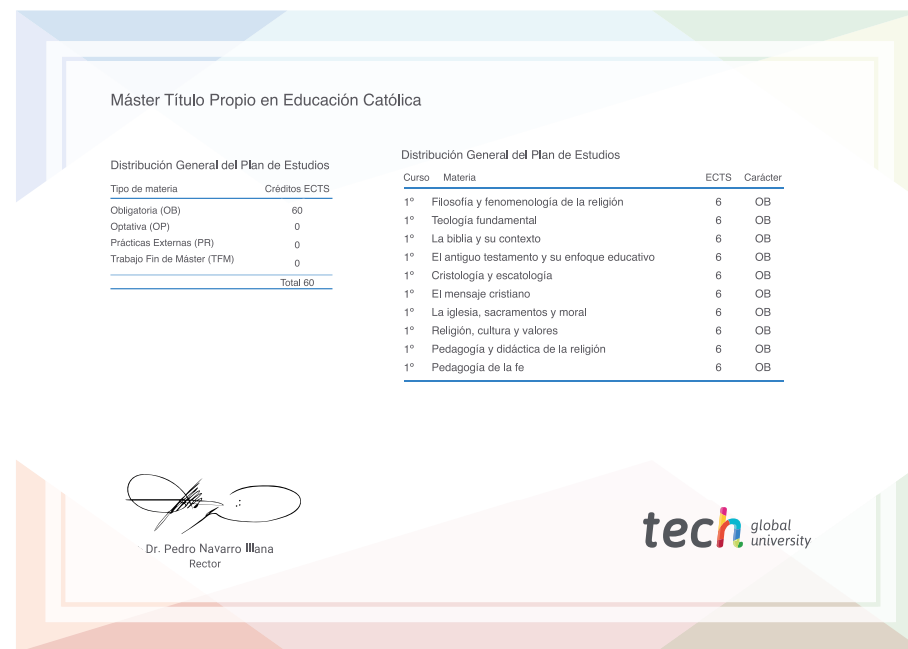 Máster Título Propio en Educación Católica
Distribución General del Plan de Estudios
Tipo de materia Créditos ECTS
Obligatoria (OB) 60
Optativa (OP) 0
Prácticas Externas (PR) 0
Trabajo Fin de Máster (TFM) 0
Total 60
Distribución General del Plan de Estudios
Curso Materia ECTS Carácter
1º Filosofía y fenomenología de la religión 6 OB
1º Teología fundamental 6 OB
1º La biblia y su contexto 6 OB
1º El antiguo testamento y su enfoque educativo 6 OB
1º Cristología y escatología 6 OB
1º El mensaje cristiano 6 OB
1º La iglesia, sacramentos y moral 6 OB
1º Religión, cultura y valores 6 OB
1º Pedagogía y didáctica de la religión 6 OB
1º Pedagogía de la fe 6 OB
Dr. Pedro Navarro Illana
Rector
tech global
university